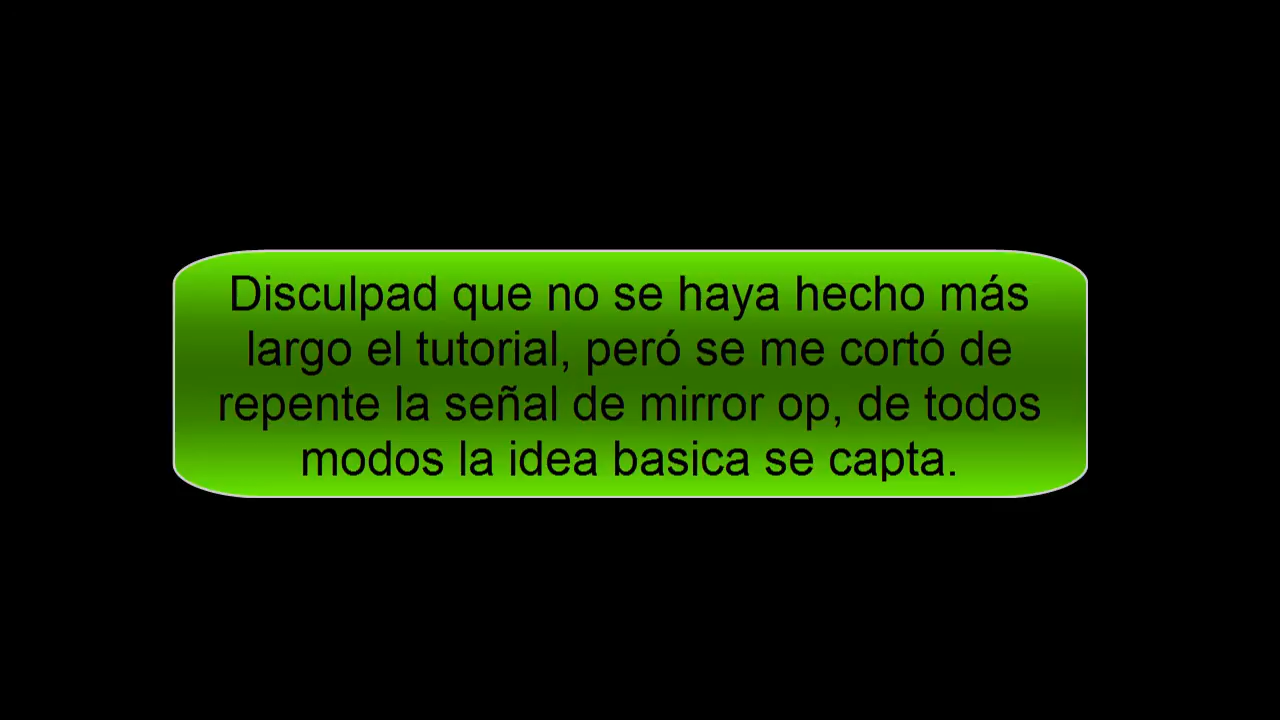 Disculpad que no se haya hecho más
largo el tutorial, peró se me cortó de
repente la señal de mirror op, de todos
modos la idea basica se capta.